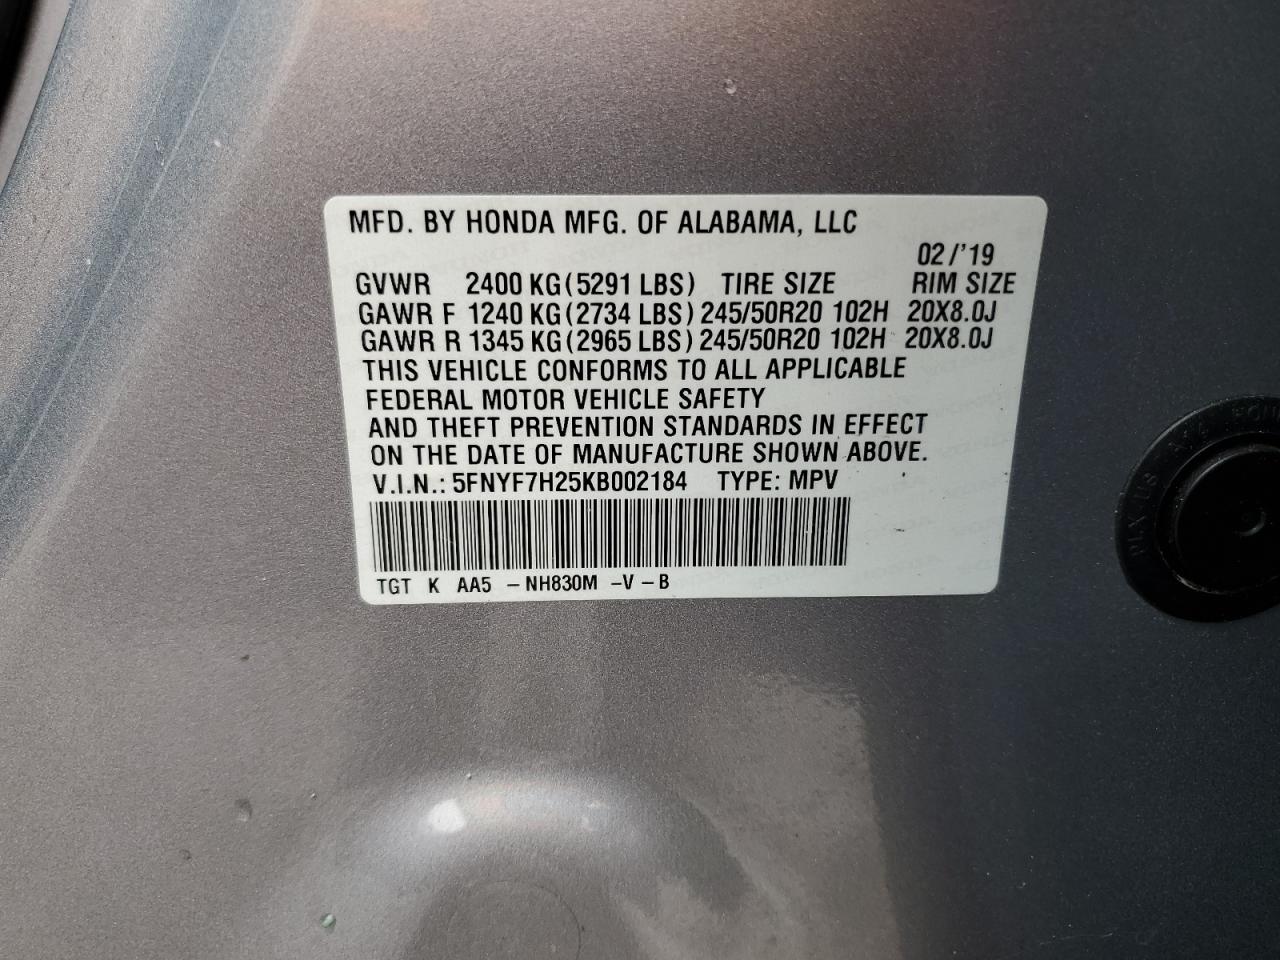 MFD. BY HONDA MFG. OF ALABAMA, LLC
02/'19
GVWR 2400 KG(5291 LBS) TIRE SIZE RIM SIZE
GAWR F 1240 KG(2734 LBS) 245/50R20 102H 20X8.0J
GAWR R 1345 KG(2965 LBS) 245/50R20 102H 20X8.0J
THIS VEHICLE CONFORMS TO ALL APPLICABLE
FEDERAL MOTOR VEHICLE SAFETY
AND THEFT PREVENTION STANDARDS IN EFFECT
ON THE DATE OF MANUFACTURE SHOWN ABOVE.
V.I.N.: 5FNYF7H25KB002184 TYPE: MPV
TGT K AA5 -NH830M -V-B